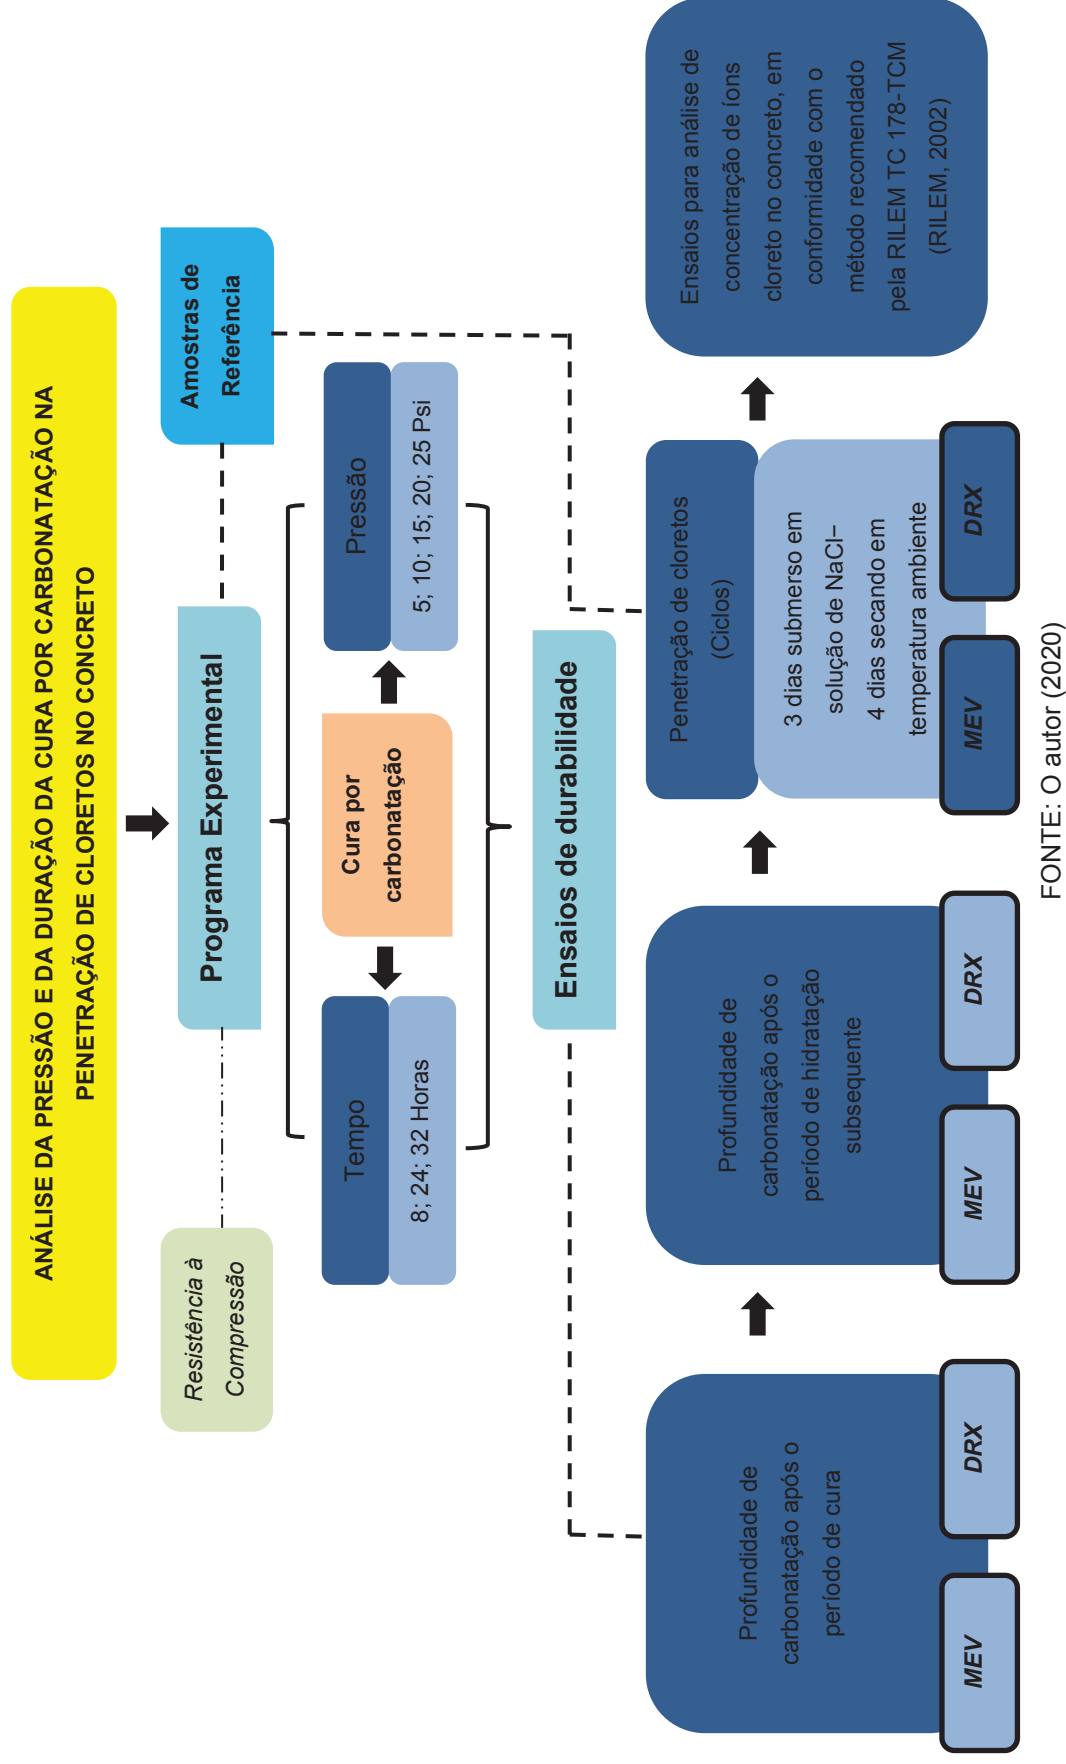 ANÁLISE DA PRESSÃO E DA DURAÇÃO DA CURA POR CARBONATAÇÃO NA
PENETRAÇÃO DE CLORETOS NO CONCRETO
Resistência à
Compressão
Programa Experimental
Amostras de
Referência
Tempo
8; 24; 32 Horas
Cura por
carbonatação
Pressão
5; 10; 15; 20; 25 Psi
Ensaios de durabilidade
Profundidade de
carbonatação após o
período de cura
MEV
DRX
Profundidade de
carbonatação após o
período de hidratação
subsequente
MEV
DRX
Penetração de cloretos
(Ciclos)
3 dias submerso em
solução de NaCl–
4 dias secando em
temperatura ambiente
MEV
DRX
Ensaios para análise de
concentração de íons
cloreto no concreto, em
conformidade com o
método recomendado
pela RILEM TC 178-TCM
(RILEM, 2002)
FONTE: O autor (2020)